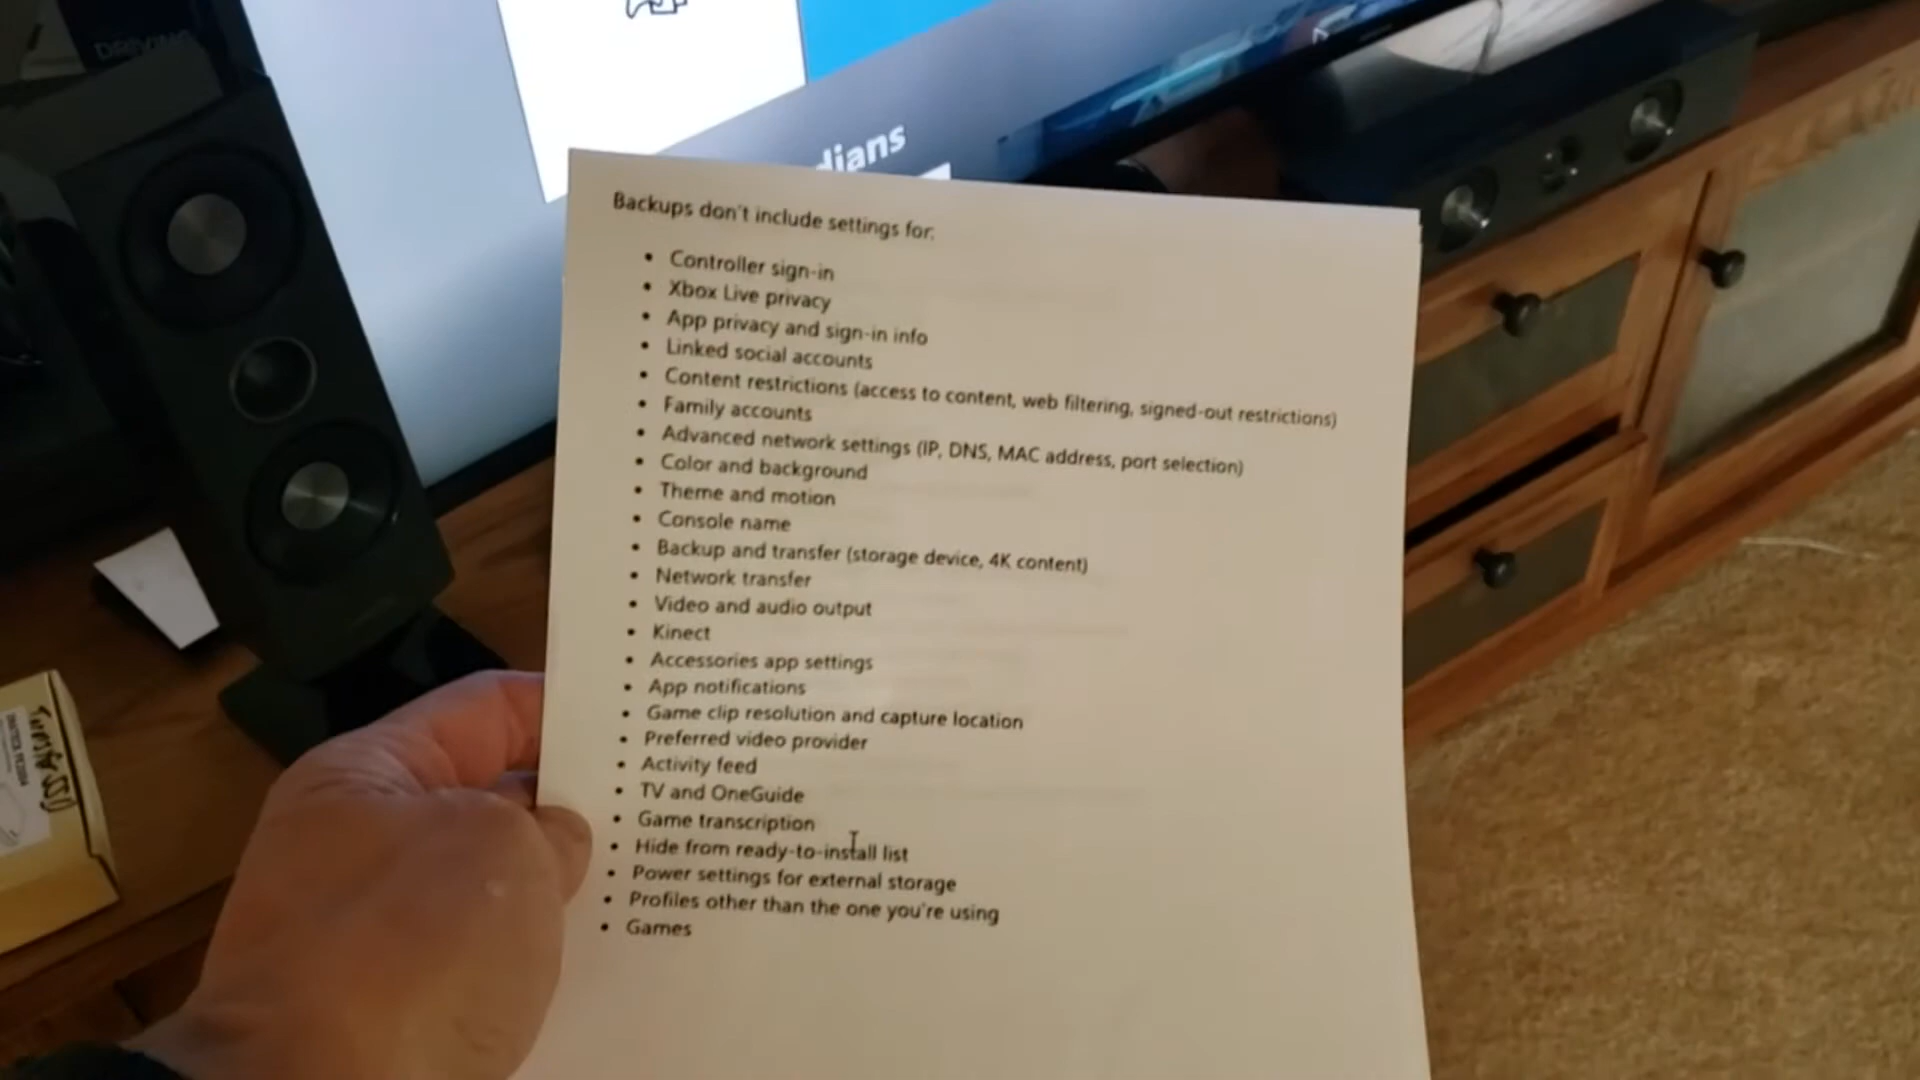 DRIVING
dians
Backups don't include settings for:
• Controller sign-in
• Xbox Live privacy
• App privacy and sign-in info
• Linked social accounts
• Content restrictions (access to content, web filtering, signed-out restrictions)
• Family accounts
• Advanced network settings (IP, DNS, MAC address, port selection)
• Color and background
• Theme and motion
• Console name
• Backup and transfer (storage device, 4K content)
• Network transfer
• Video and audio output
• Kinect
• Accessories app settings
• App notifications
• Game clip resolution and capture location
• Preferred video provider
• Activity feed
• TV and OneGuide
• Game transcription
• Hide from ready-to-install list
• Power settings for external storage
• Profiles other than the one you're using
• Games